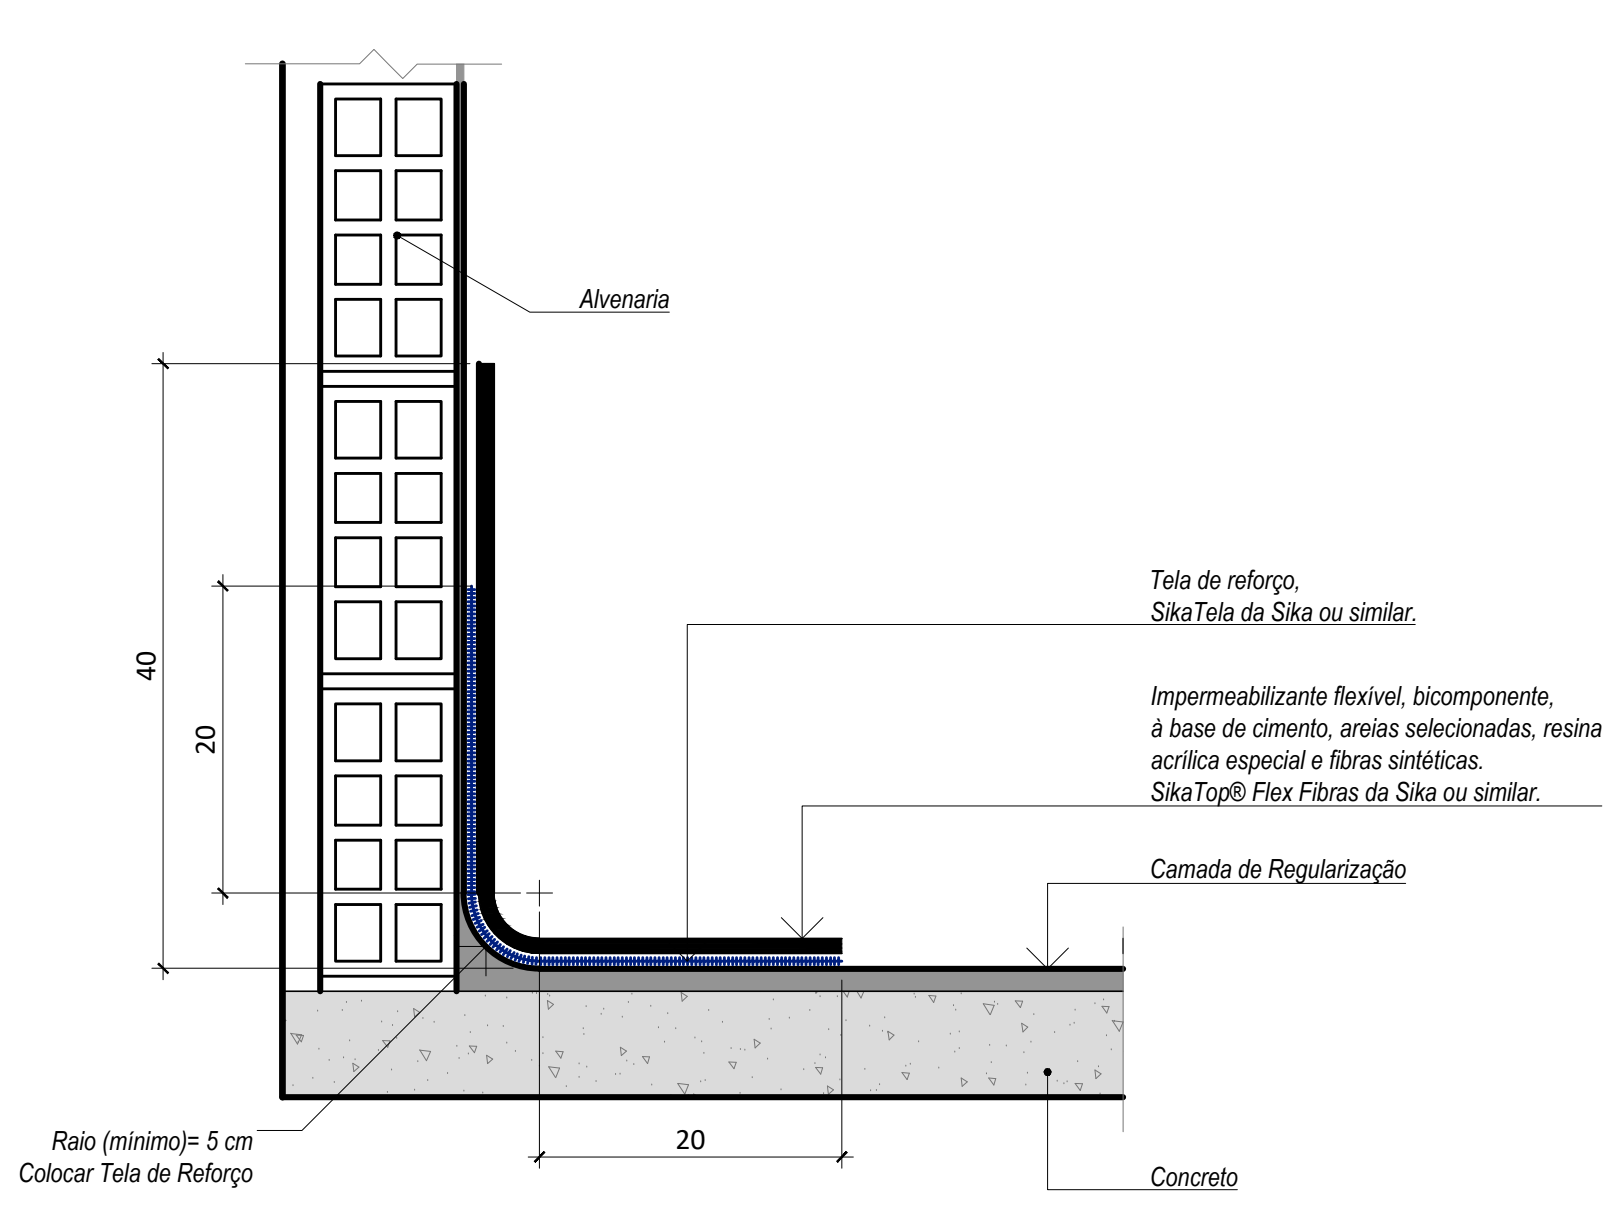 Alvenaria
Tela de reforço,
SikaTela da Sika ou similar.
40
20
Impermeabilizante flexível, bicomponente,
à base de cimento, areias selecionadas, resina
acrílica especial e fibras sintéticas.
SikaTop® Flex Fibras da Sika ou similar.
Camada de Regularização
Raio (mínimo)= 5 cm
Colocar Tela de Reforço
20
Concreto